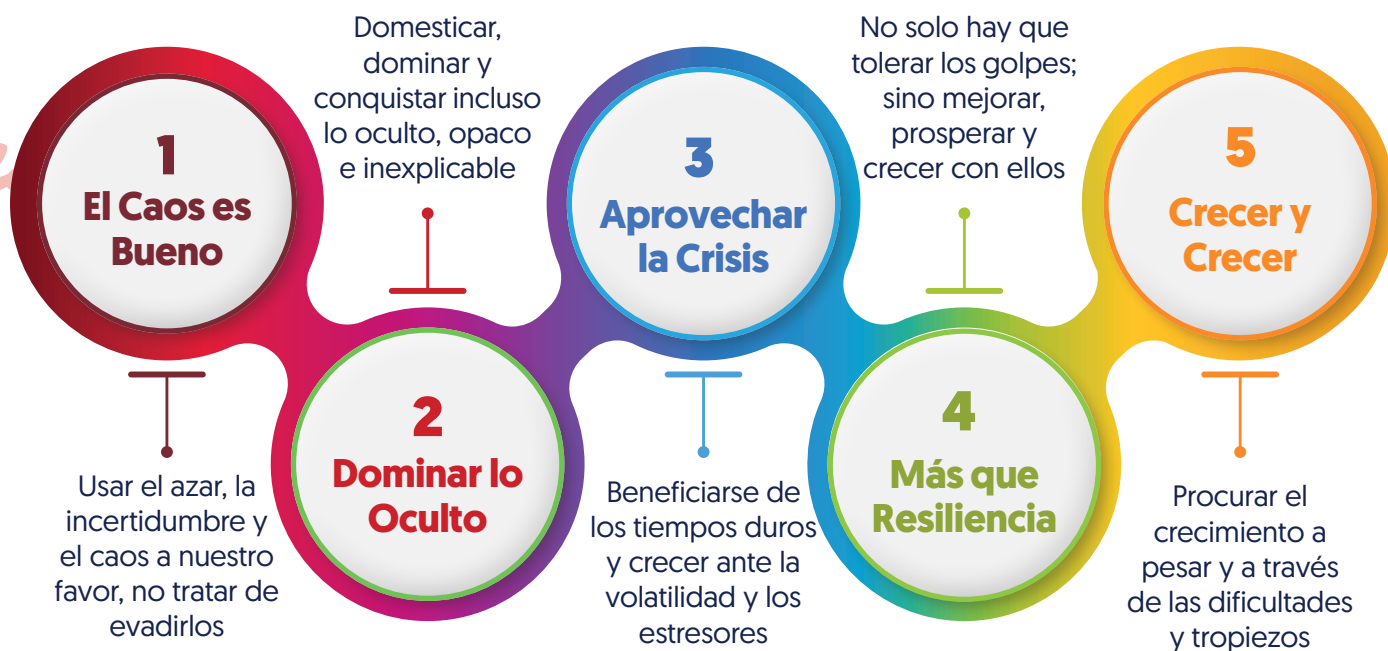 1
El Caos es
Bueno
Usar el azar, la
incertidumbre y
el caos a nuestro
favor, no tratar de
evadirlos
Domesticar,
dominar y
conquistar incluso
lo oculto, opaco
e inexplicable
2
Dominar lo
Oculto
3
Aprovechar
la Crisis
Beneficiarse de
los tiempos duros
y crecer ante la
volatilidad y los
estresores
No solo hay que
tolerar los golpes;
sino mejorar,
prosperar y
crecer con ellos
4
Más que
Resiliencia
5
Crecer y
Crecer
Procurar el
crecimiento a
pesar y a través
de las dificultades
y tropiezos